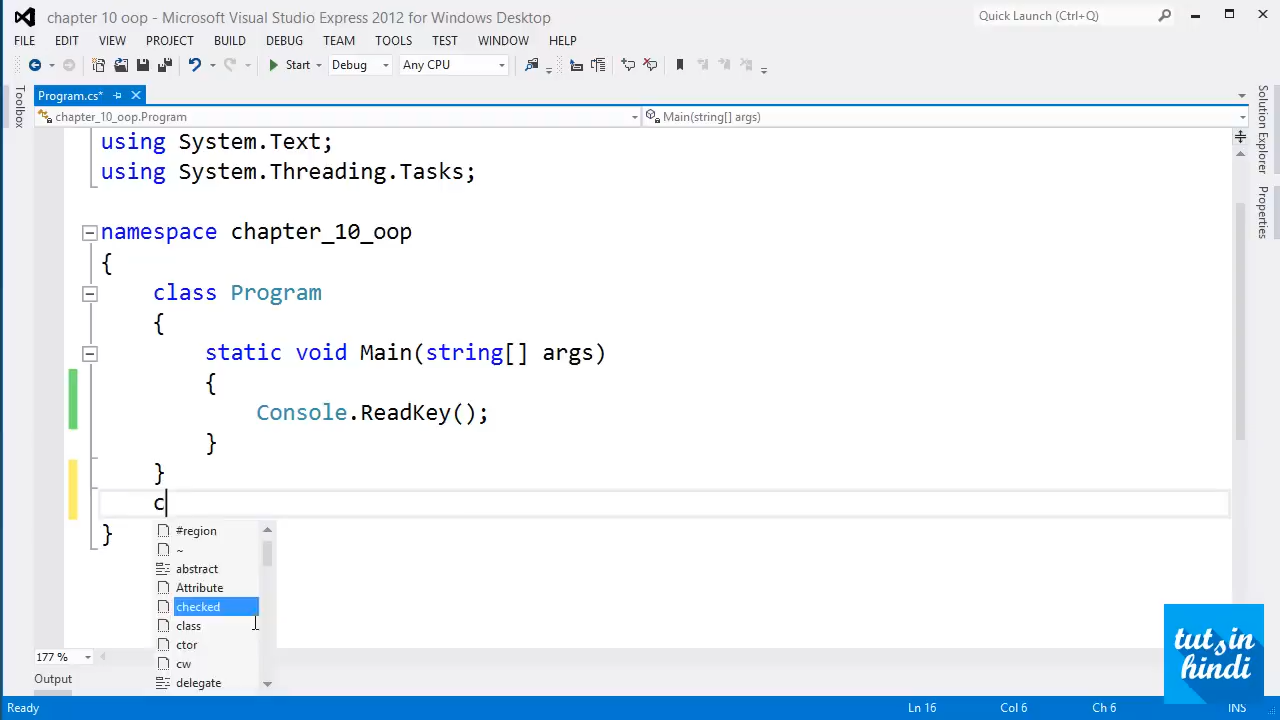 chapter 10 oop - Microsoft Visual Studio Express 2012 for Windows Desktop
Quick Launch (Ctrl+Q)
FILE EDIT VIEW PROJECT BUILD DEBUG TEAM TOOLS TEST WINDOW HELP
Start Debug Any CPU
Toolbox
Program.cs*
chapter_10_oop.Program Main(string[] args)
Solution Explorer
Properties
using System.Text;
using System.Threading.Tasks;
namespace chapter_10_oop
{
class Program
{
static void Main(string[] args)
{
Console.ReadKey();
}
}
c
}
#region
~
abstract
Attribute
checked
class
ctor
cw
delegate
177 %
Output
tutsin
hindi
Ready Ln 16 Col 6 Ch 6 INS